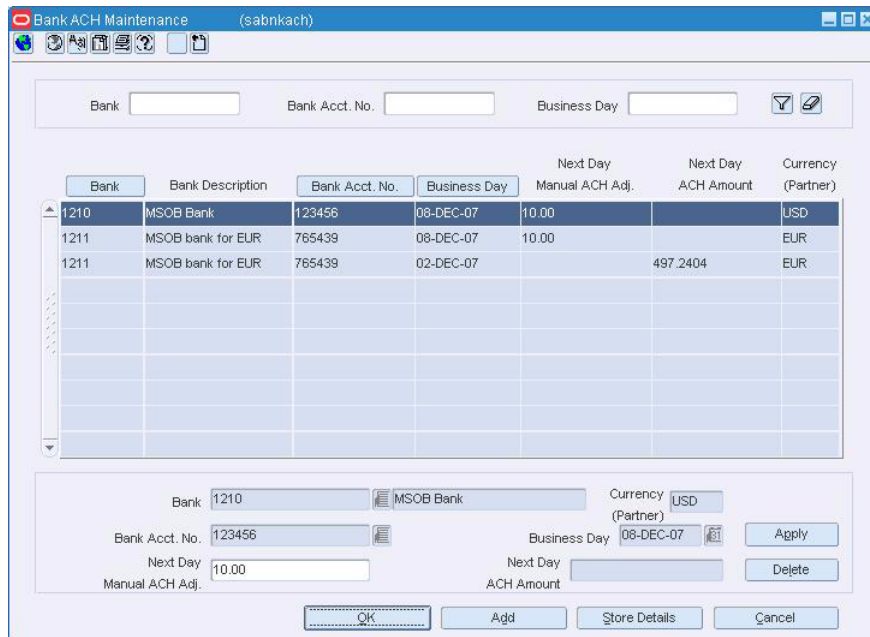 Bank ACH Maintenance (sabnkach)
Bank Bank Acct. No. Business Day
Next Day Next Day Currency
Bank Bank Description Bank Acct. No. Business Day Manual ACH Adj. ACH Amount (Partner)
1210 MSOB Bank 123456 08-DEC-07 10.00 USD
1211 MSOB bank for EUR 765439 08-DEC-07 10.00 EUR
1211 MSOB bank for EUR 765439 02-DEC-07 497.2404 EUR
Bank 1210 MSOB Bank Currency (Partner) USD
Bank Acct. No. 123456 Business Day 08-DEC-07 31 Apply
Next Day Manual ACH Adj. 10.00 Next Day ACH Amount Delete
OK Add Store Details Cancel